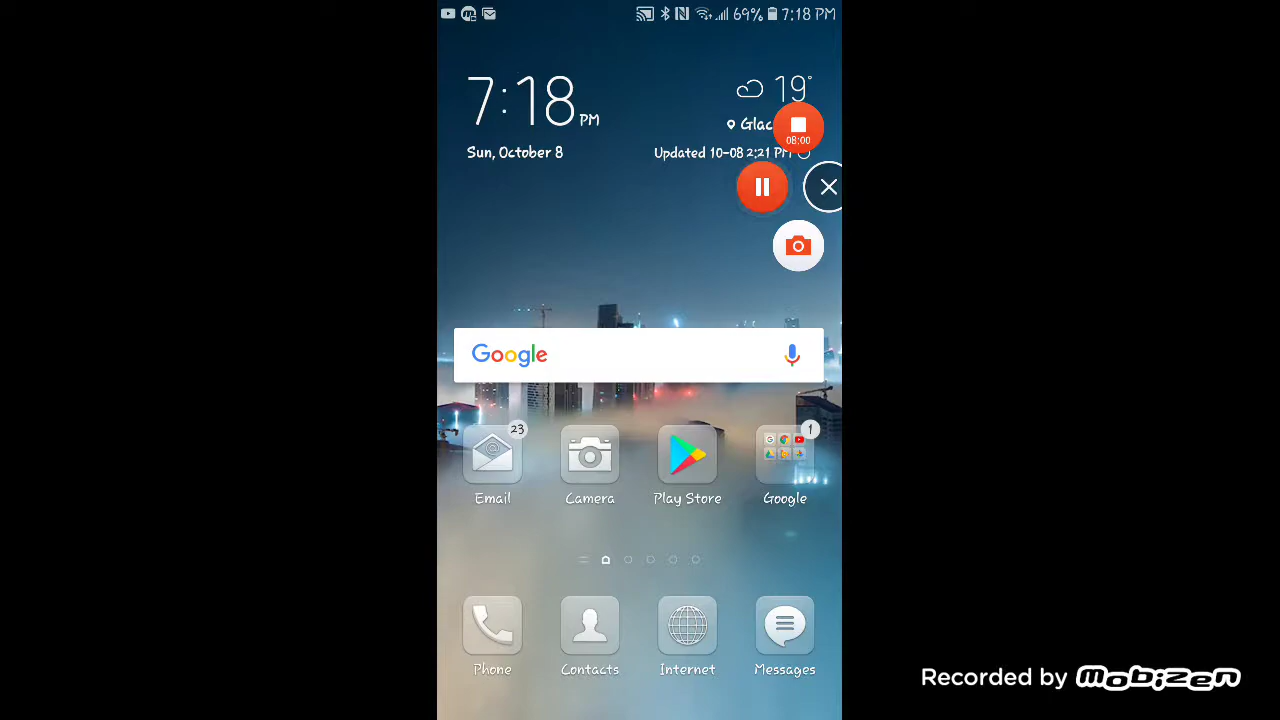 69% 7:18 PM
7:18 PM
19°
Glac
08:00
Sun, October 8
Updated 10-08 2:21 PM
Google
23
1
Email
Camera
Play Store
Google
Phone
Contacts
Internet
Messages
Recorded by mobizen